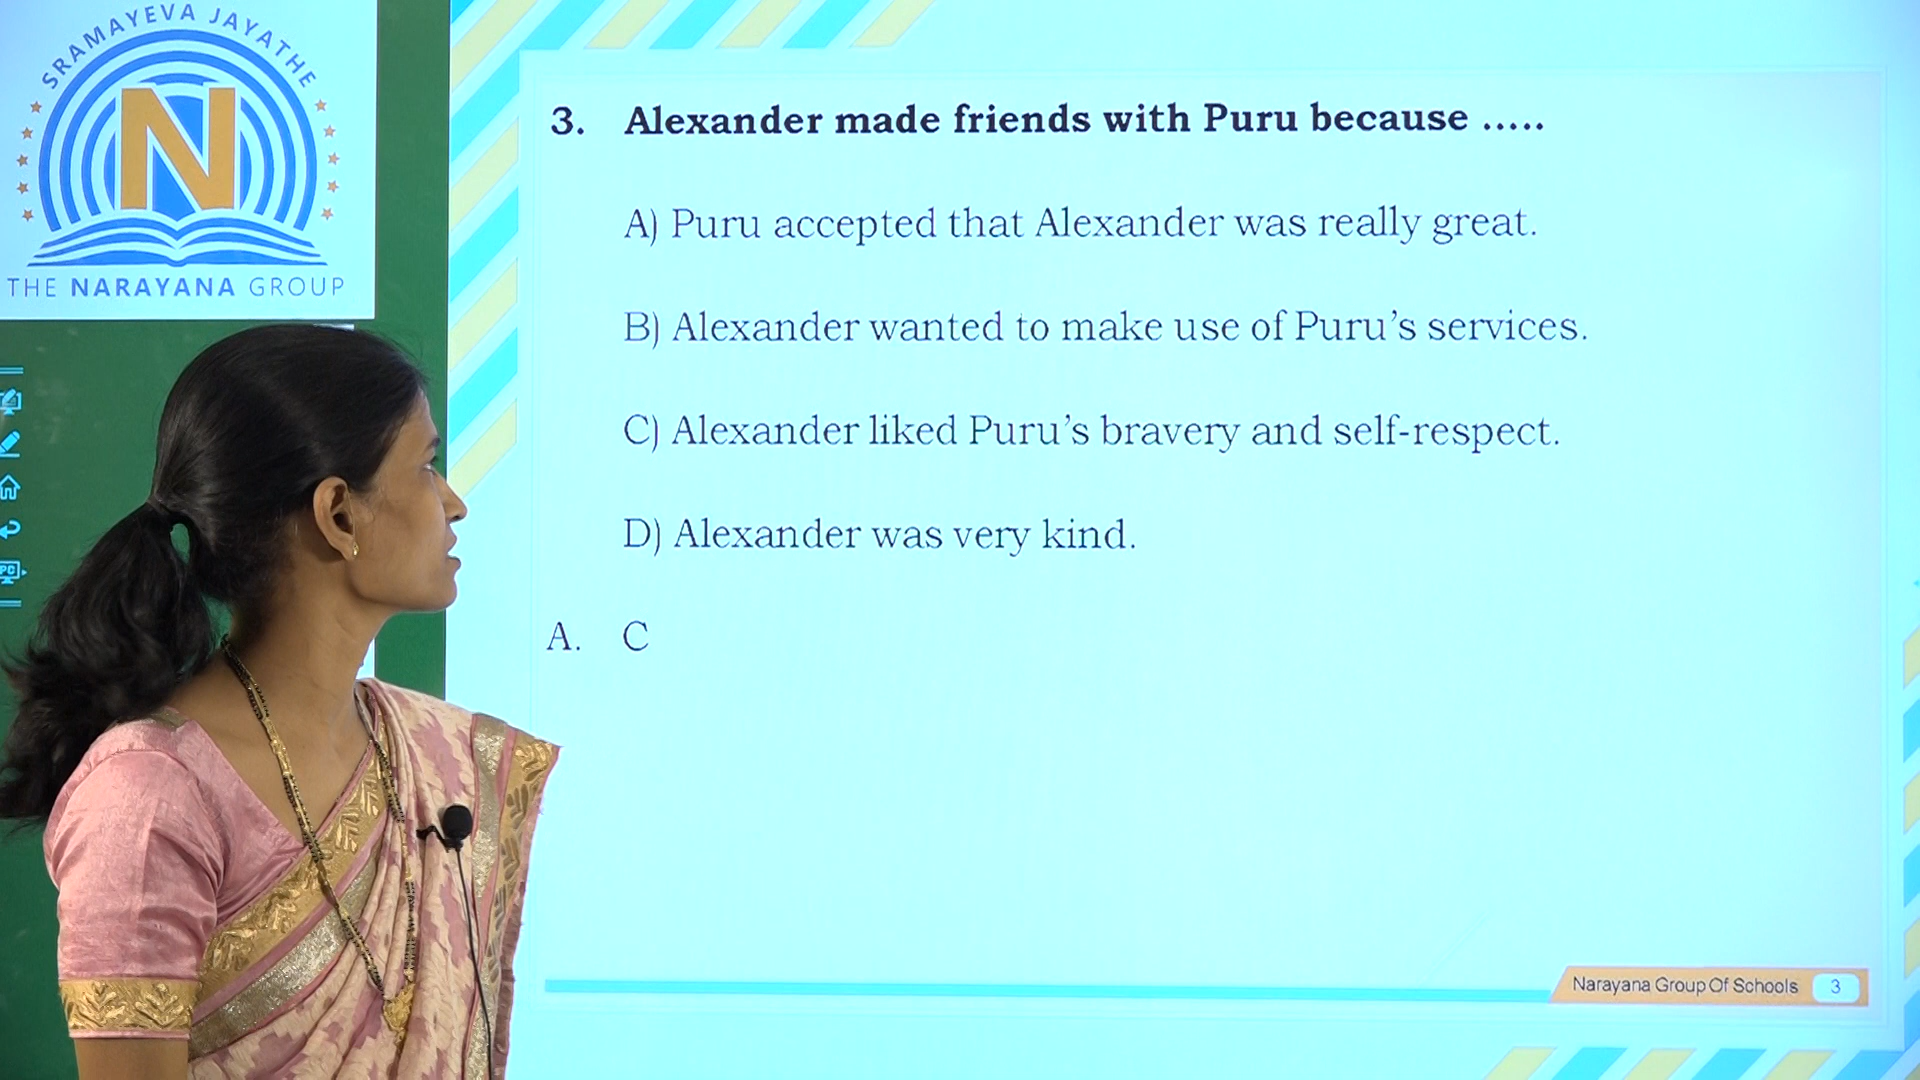 SRAMAYEVA JAYATHE
N
THE NARAYANA GROUP
PC
3. Alexander made friends with Puru because .....
A) Puru accepted that Alexander was really great.
B) Alexander wanted to make use of Puru's services.
C) Alexander liked Puru's bravery and self-respect.
D) Alexander was very kind.
A. C
Narayana Group Of Schools 3